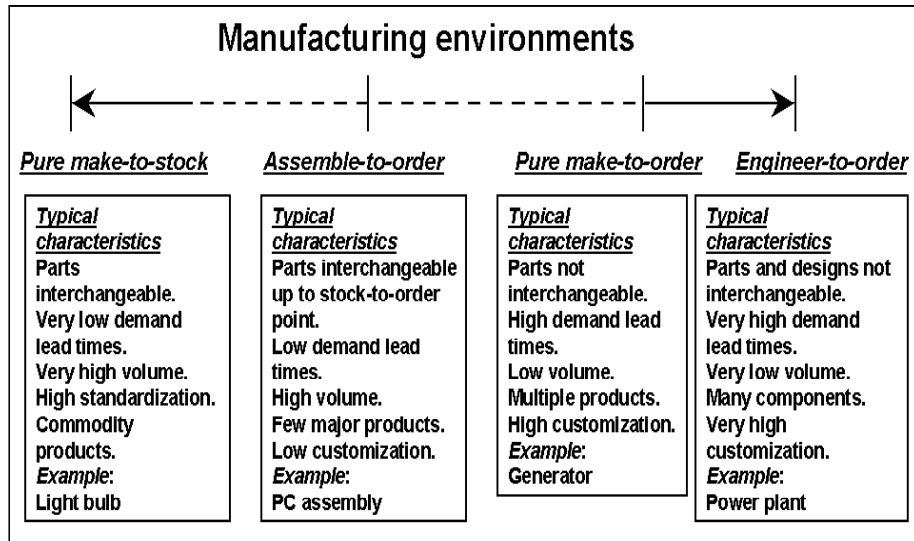 Manufacturing environments
Pure make-to-stock
Assemble-to-order
Pure make-to-order
Engineer-to-order
Typical
characteristics
Parts
interchangeable.
Very low demand
lead times.
Very high volume.
High standardization.
Commodity
products.
Example:
Light bulb
Typical
characteristics
Parts interchangeable
up to stock-to-order
point.
Low demand lead
times.
High volume.
Few major products.
Low customization.
Example:
PC assembly
Typical
characteristics
Parts not
interchangeable.
High demand lead
times.
Low volume.
Multiple products.
High customization.
Example:
Generator
Typical
characteristics
Parts and designs not
interchangeable.
Very high demand
lead times.
Very low volume.
Many components.
Very high
customization.
Example:
Power plant